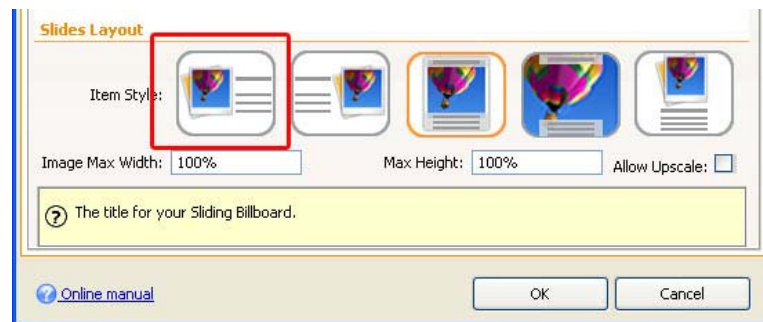 Slides Layout
Item Style:
Image Max Width: 100% Max Height: 100% Allow Upscale:
? The title for your Sliding Billboard.
? Online manual OK Cancel